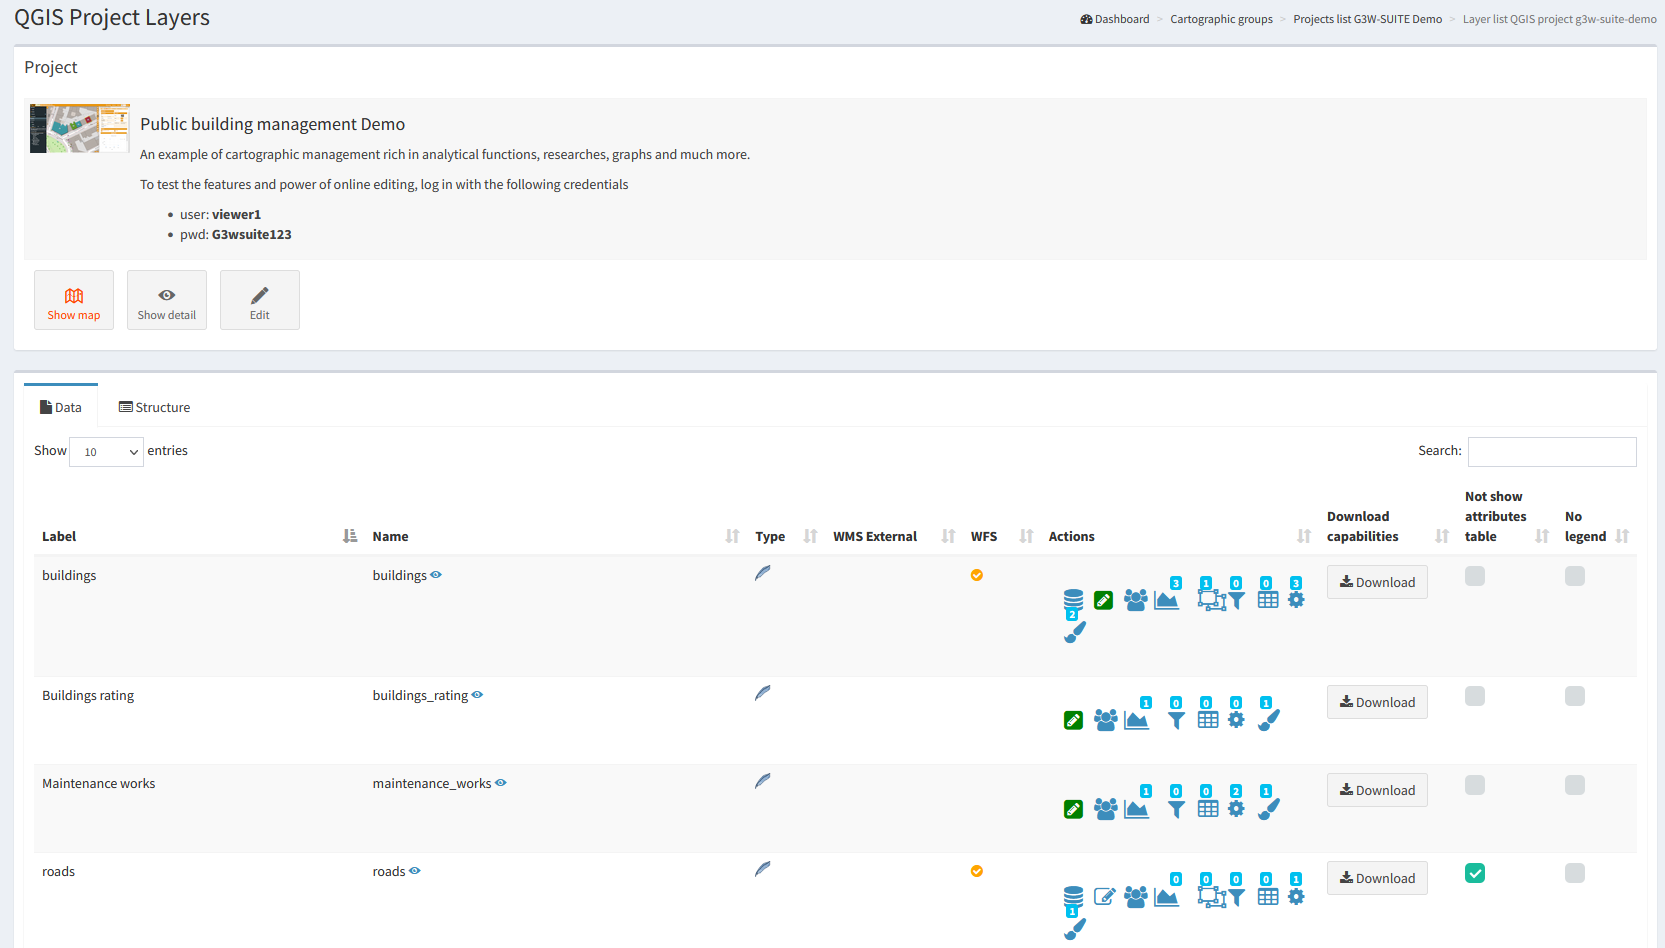 QGIS Project Layers
Dashboard > Cartographic groups > Projects list G3W-SUITE Demo > Layer list QGIS project g3w-suite-demo
Project
Public building management Demo
An example of cartographic management rich in analytical functions, researches, graphs and much more.
To test the features and power of online editing, log in with the following credentials
• user: viewer1
• pwd: G3wsuite123
Show map
Show detail
Edit
Data
Structure
Show 10 entries
Search:
Label Name Type WMS External WFS Actions Download capabilities Not show attributes table No legend
buildings buildings
3 1 0 0 3
Download
2
Buildings rating buildings_rating
1 0 0 0 1
Download
Maintenance works maintenance_works
1 0 0 2 1
Download
roads roads
0 0 0 0 1
Download
1